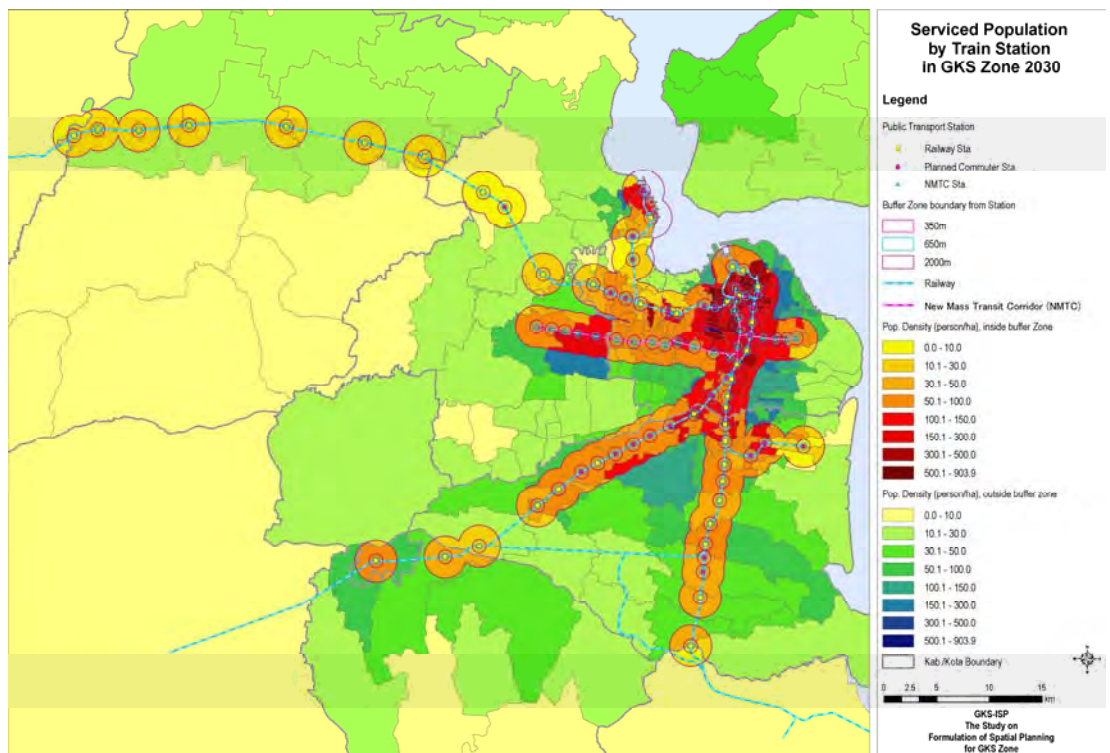 Serviced Population
by Train Station
in GKS Zone 2030
Legend
Public Transport Station
Railway Sta.
Planned Commuter Sta.
NMTC Sta.
Buffer Zone boundary from Station
350m
650m
2000m
Railway
New Mass Transit Corridor (NMTC)
Pop. Density (person/ha), inside buffer Zone
0.0 - 10.0
10.1 - 30.0
30.1 - 50.0
50.1 - 100.0
100.1 - 150.0
150.1 - 300.0
300.1 - 500.0
500.1 - 903.9
Pop. Density (person/ha), outside buffer zone
0.0 - 10.0
10.1 - 30.0
30.1 - 50.0
50.1 - 100.0
100.1 - 150.0
150.1 - 300.0
300.1 - 500.0
500.1 - 903.9
Kab./Kota Boundary
0 2.5 5 10 15
km
GKS-ISP
The Study on
Formulation of Spatial Planning
for GKS Zone